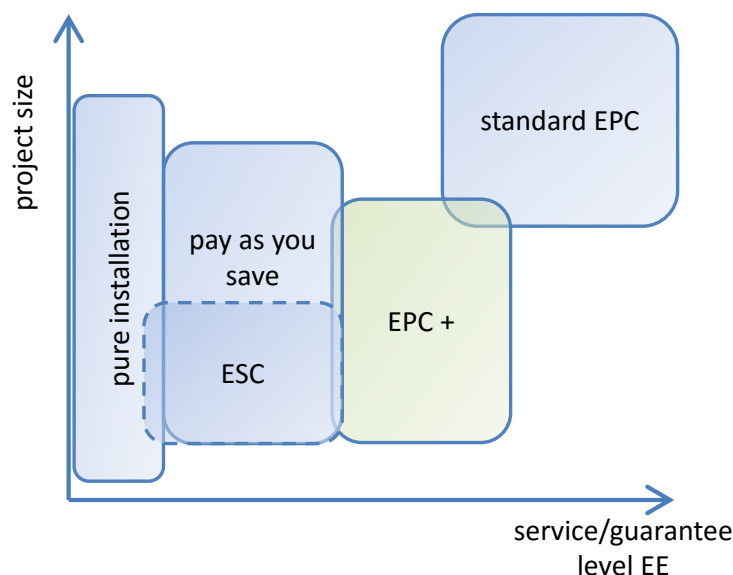 project size
pure installation
pay as you
save
ESC
EPC +
standard EPC
service/guarantee
level EE